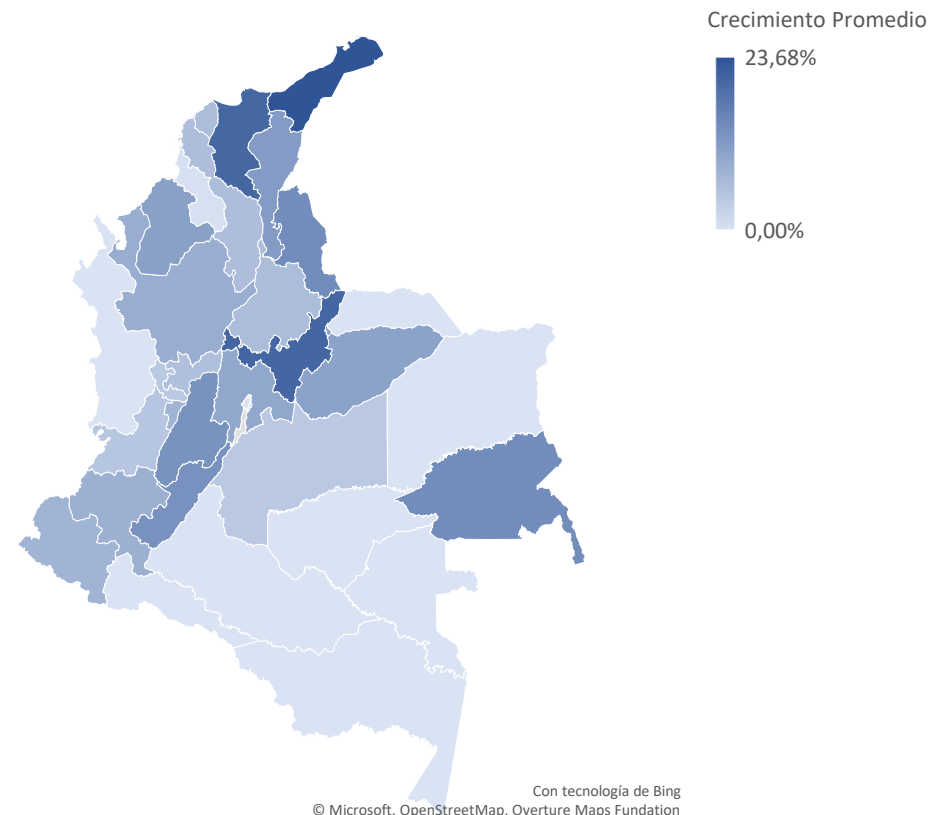 Crecimiento Promedio
23,68%
0,00%
Con tecnología de Bing
© Microsoft, OpenStreetMap, Overture Maps Fundation